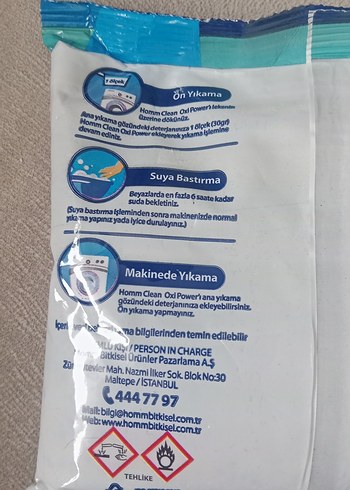 1 ölçek
Ön Yıkama
Homm Clean Oxi Power'ı lekenin
üzerine dökünüz.
Ana yıkama gözündeki deterjanınıza 1 ölçek (30gr)
Homm Clean Oxi Power ekleyerek yıkama işlemine
devam ediniz.
Suya Bastırma
Beyazlarda en fazla 6 saate kadar
suda bekletiniz.
(Suya bastırma işleminden sonra makinenizde normal
yıkama yapınız yada iyice durulayınız.)
Makinede Yıkama
Homm Clean Oxi Power'ı ana yıkama
gözündeki deterjanınıza ekleyebilirsiniz.
Ön yıkama yapmayınız.
bilgilerinden temin edilebilir
PERSON IN CHARGE
Bitkisel Ürünler Pazarlama A.Ş
Mah. Nazmi İlker Sok. Blok No:30
Maltepe / İSTANBUL
444 77 97
Mail: bilgi@hommbitkisel.com.tr
Web: www.hommbitkisel.com.tr
TEHLİKE